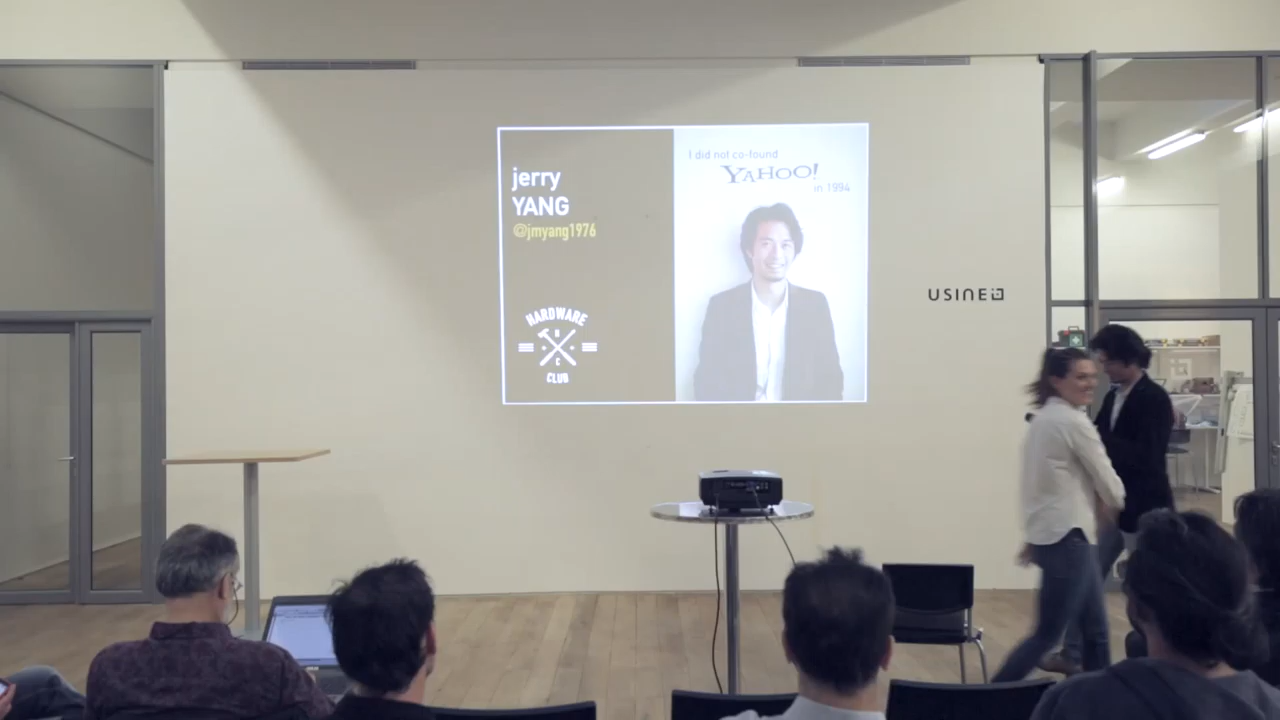 jerry
YANG
@jmyang1976
HARDWARE
H
C
CLUB
I did not co-found
YAHOO!
in 1994
USINE